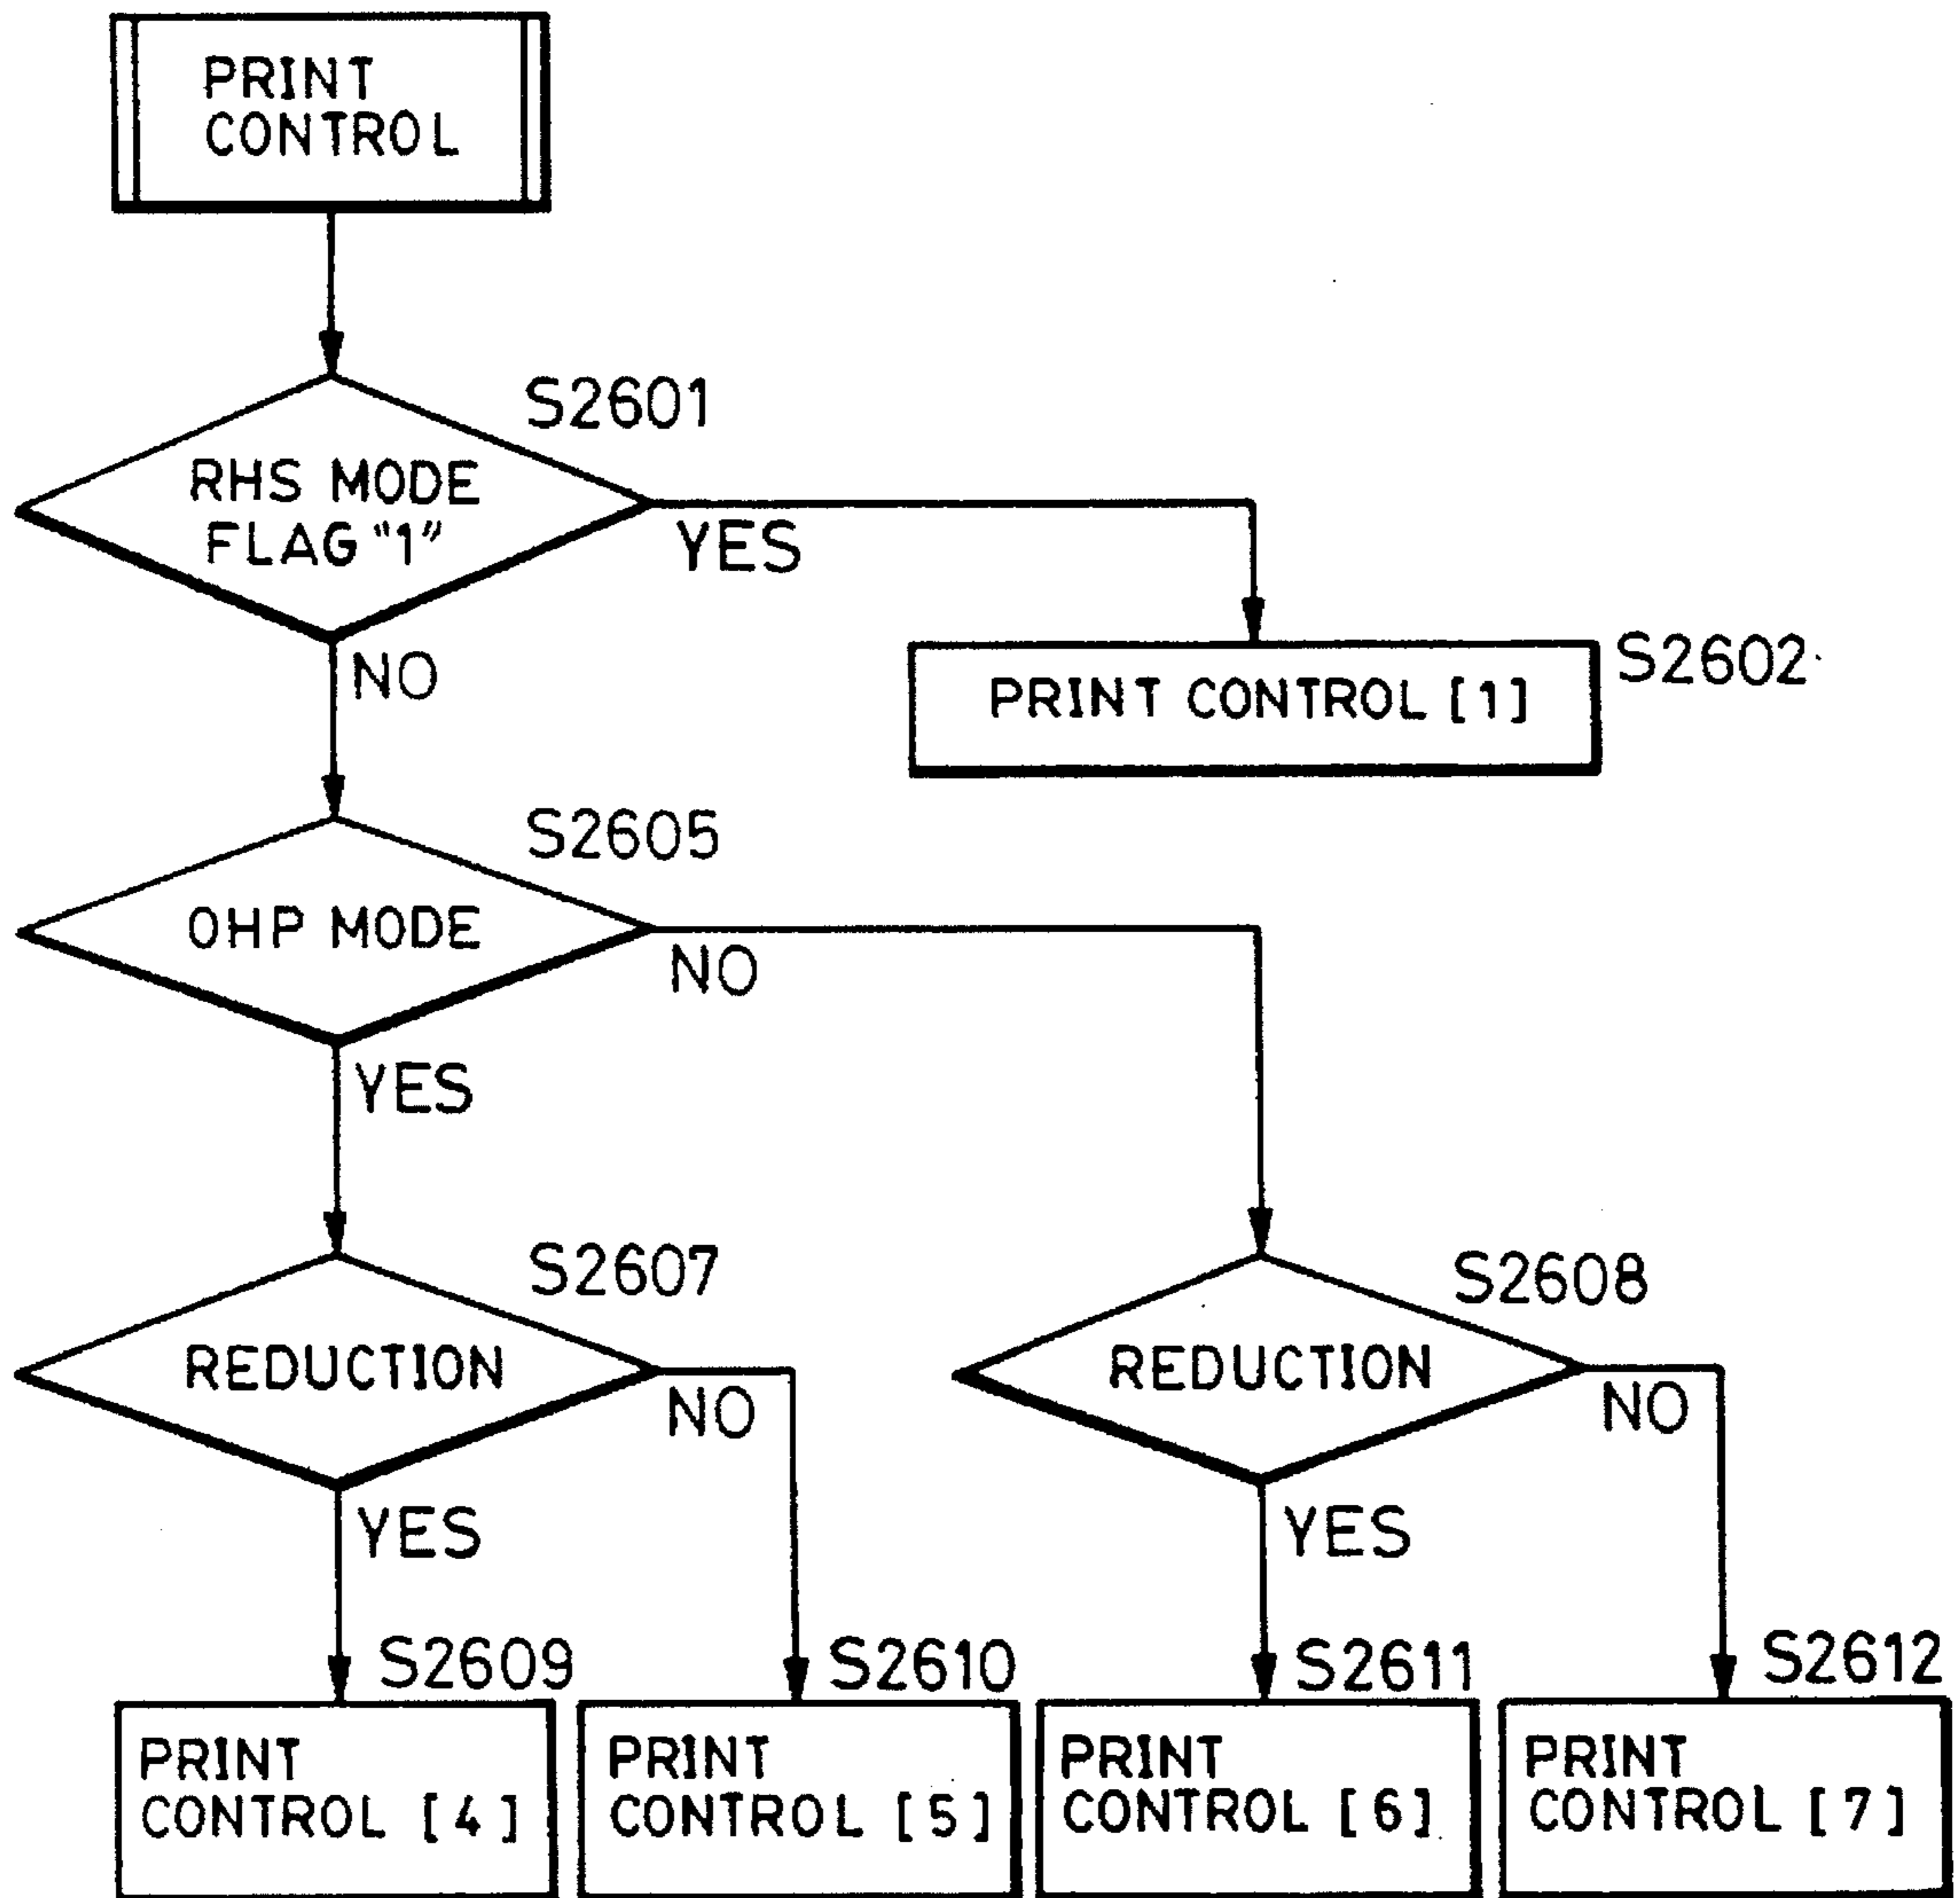 PRINT
CONTROL
S2601
RHS MODE
FLAG "1"
YES
NO
S2602
PRINT CONTROL [1]
S2605
OHP MODE
NO
YES
S2607
REDUCTION
NO
YES
S2608
REDUCTION
NO
YES
S2609
PRINT
CONTROL [4]
S2610
PRINT
CONTROL [5]
S2611
PRINT
CONTROL [6]
S2612
PRINT
CONTROL [7]